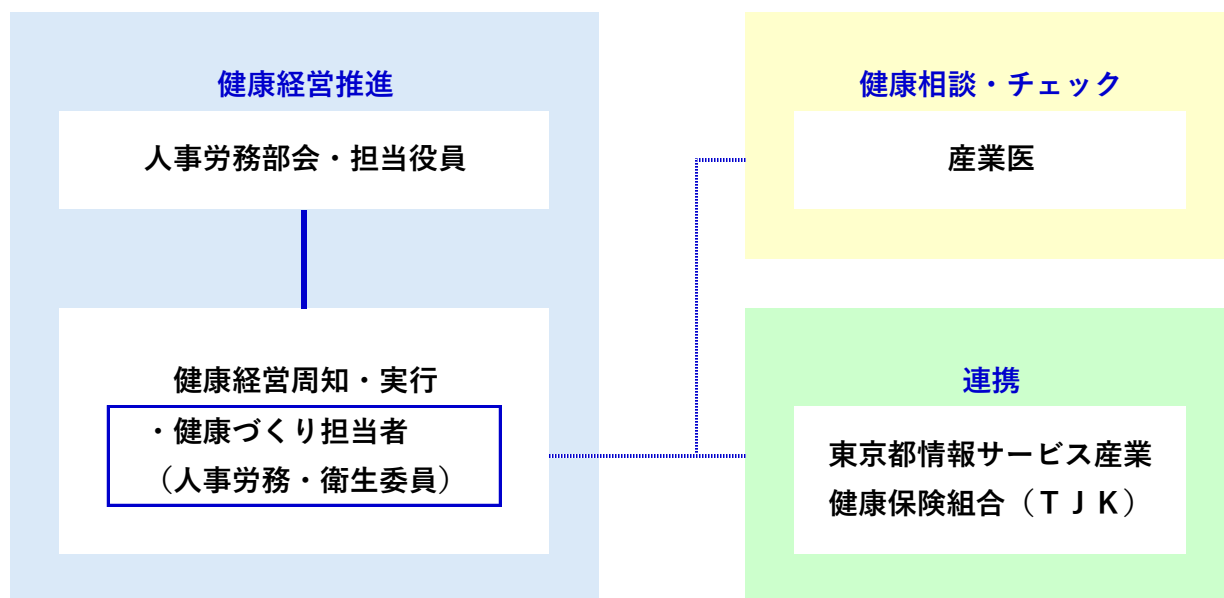 健康経営推進
人事労務部会・担当役員
健康経営周知・実行
・健康づくり担当者
（人事労務・衛生委員）
健康相談・チェック
産業医
連携
東京都情報サービス産業
健康保険組合（ＴＪＫ）